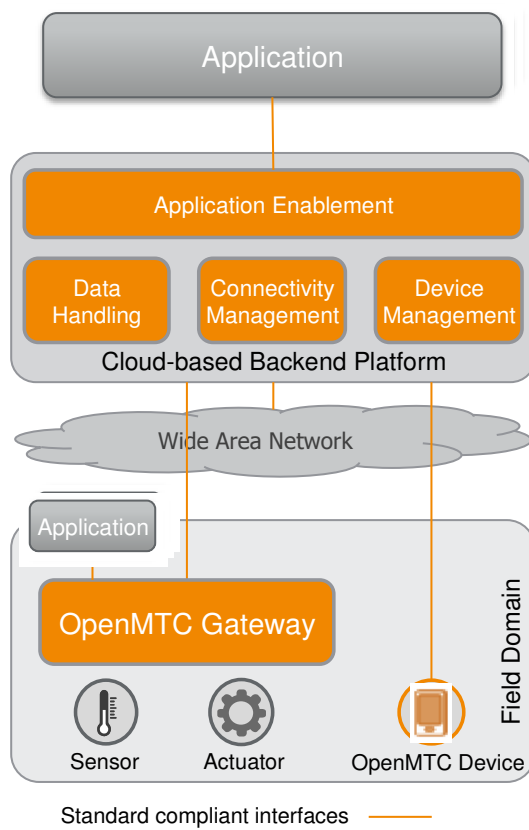 Application
Application Enablement
Data
Handling
Connectivity
Management
Device
Management
Cloud-based Backend Platform
Wide Area Network
Application
OpenMTC Gateway
Field Domain
Sensor
Actuator
OpenMTC Device
Standard compliant interfaces